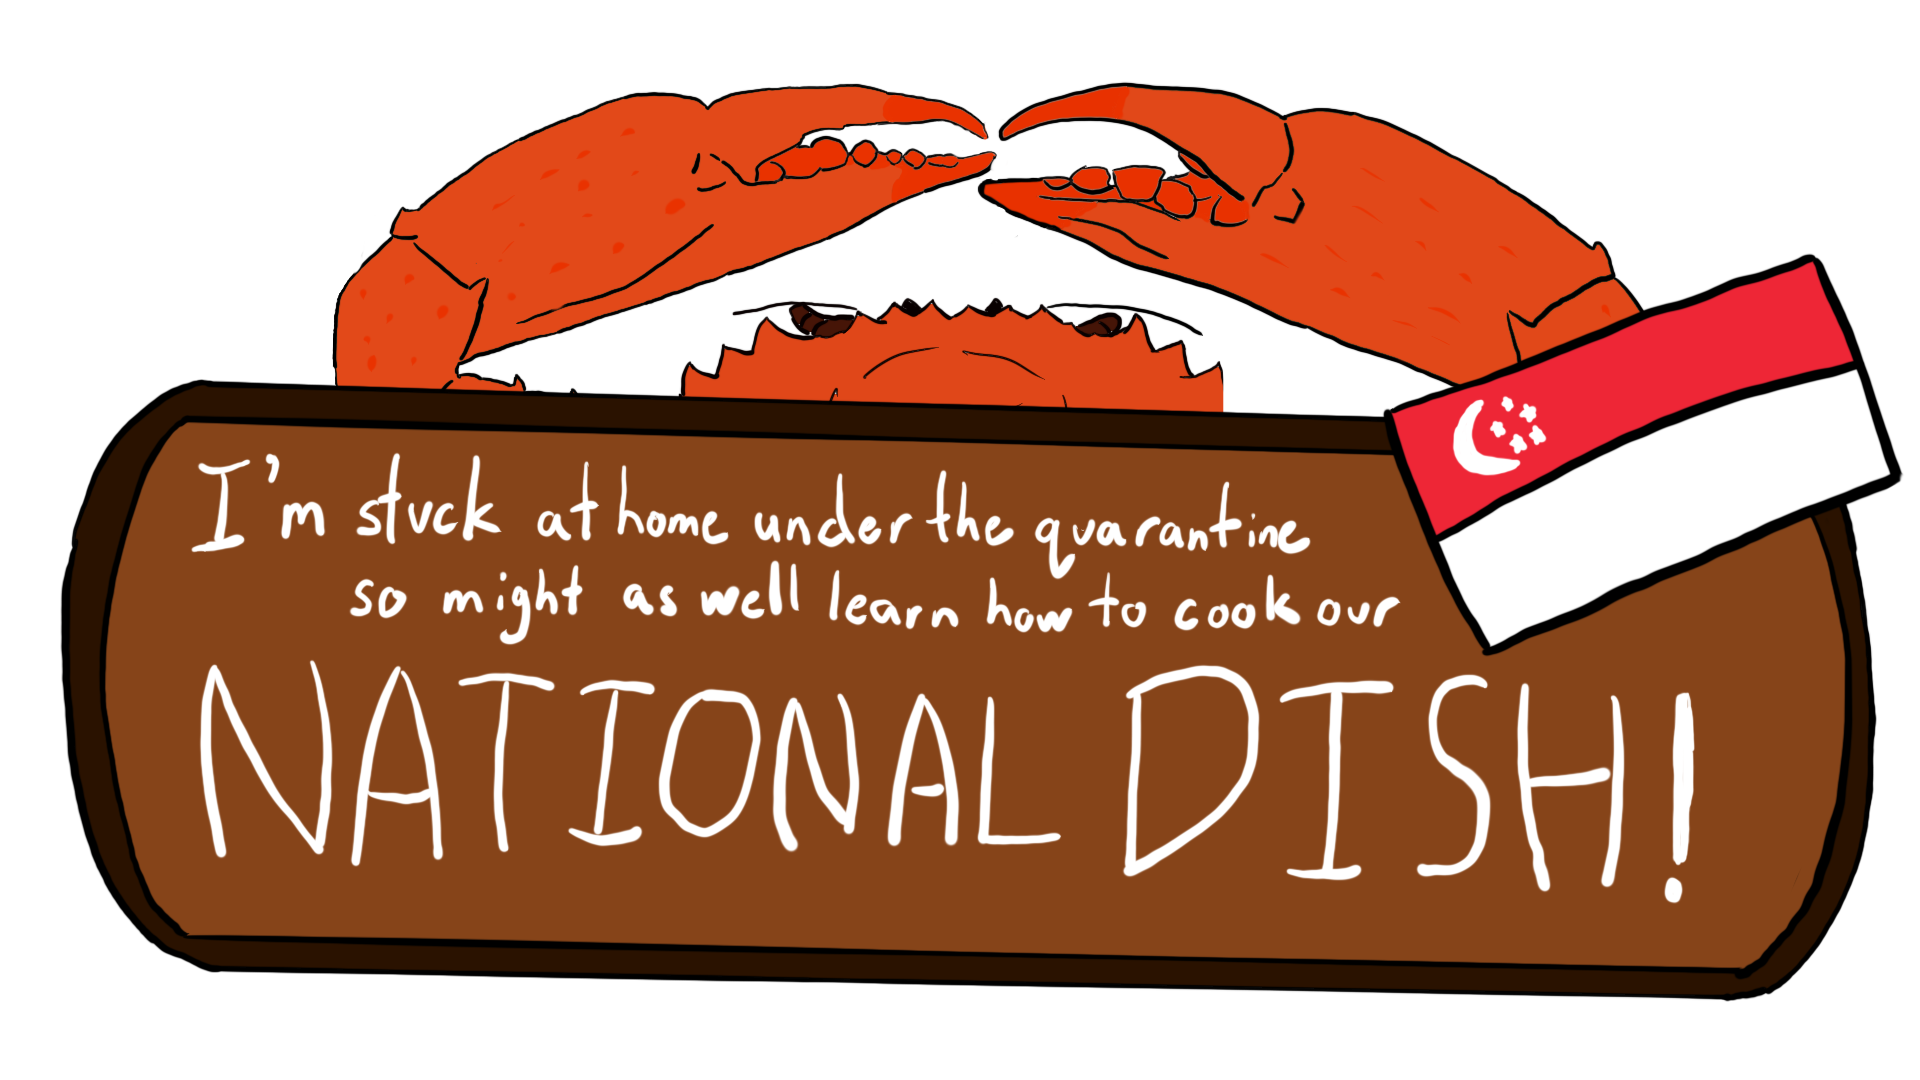 I'm stuck at home under the quarantine
so might as well learn how to cook our
NATIONAL DISH!